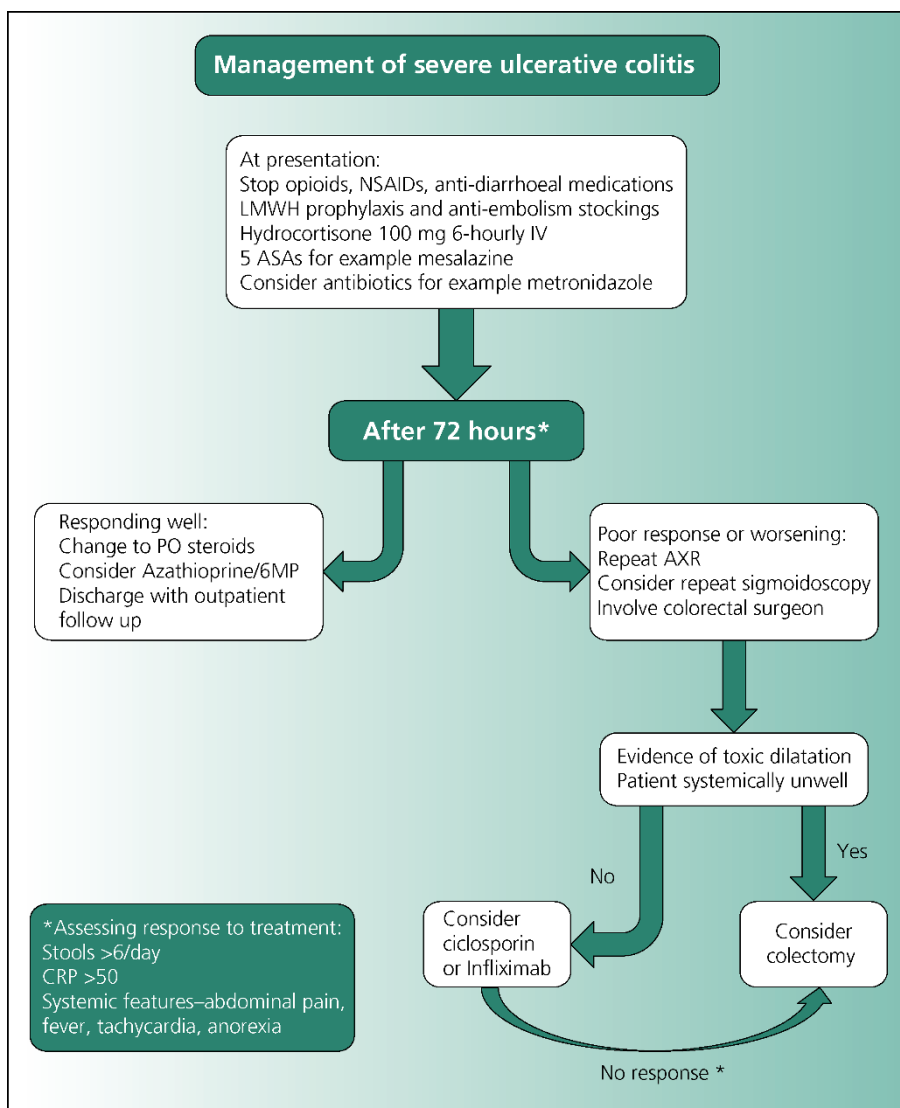 Management of severe ulcerative colitis
At presentation:
Stop opioids, NSAIDs, anti-diarrhoeal medications
LMWH prophylaxis and anti-embolism stockings
Hydrocortisone 100 mg 6-hourly IV
5 ASAs for example mesalazine
Consider antibiotics for example metronidazole
After 72 hours*
Responding well:
Change to PO steroids
Consider Azathioprine/6MP
Discharge with outpatient
follow up
Poor response or worsening:
Repeat AXR
Consider repeat sigmoidoscopy
Involve colorectal surgeon
Evidence of toxic dilatation
Patient systemically unwell
No
Yes
Consider
ciclosporin
or Infliximab
Consider
colectomy
No response *
*Assessing response to treatment:
Stools >6/day
CRP >50
Systemic features–abdominal pain,
fever, tachycardia, anorexia